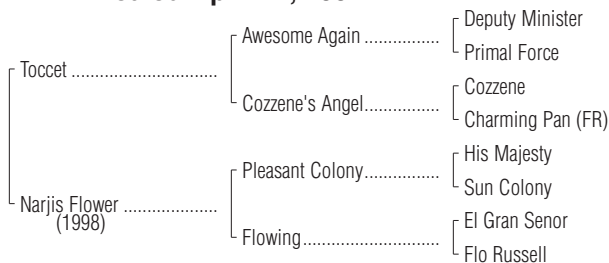 Deputy Minister
Awesome Again ................
Primal Force
Toccet ...............................
Cozzene
Cozzene's Angel................
Charming Pan (FR)
His Majesty
Pleasant Colony................
Sun Colony
Narjis Flower ....................
(1998)
El Gran Senor
Flowing.............................
Flo Russell